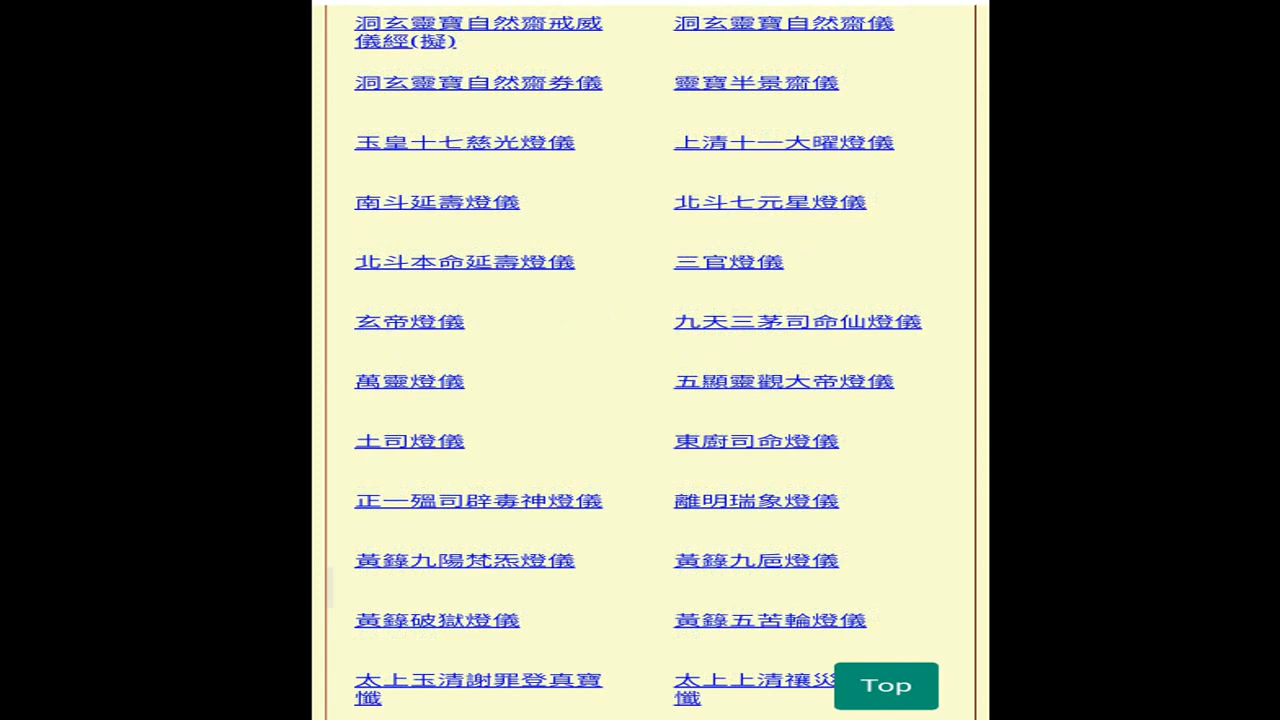 洞玄靈寶自然齋戒威
儀經(擬)
洞玄靈寶自然齋儀
洞玄靈寶自然齋券儀
靈寶半景齋儀
玉皇十七慈光燈儀
上清十一大曜燈儀
南斗延壽燈儀
北斗七元星燈儀
北斗本命延壽燈儀
三官燈儀
玄帝燈儀
九天三茅司命仙燈儀
萬靈燈儀
五顯靈觀大帝燈儀
土司燈儀
東廚司命燈儀
正一殟司辟毒神燈儀
離明瑞象燈儀
黃籙九陽梵炁燈儀
黃籙九巵燈儀
黃籙破獄燈儀
黃籙五苦輪燈儀
太上玉清謝罪登真寶
懺
太上上清禳災
懺
Top